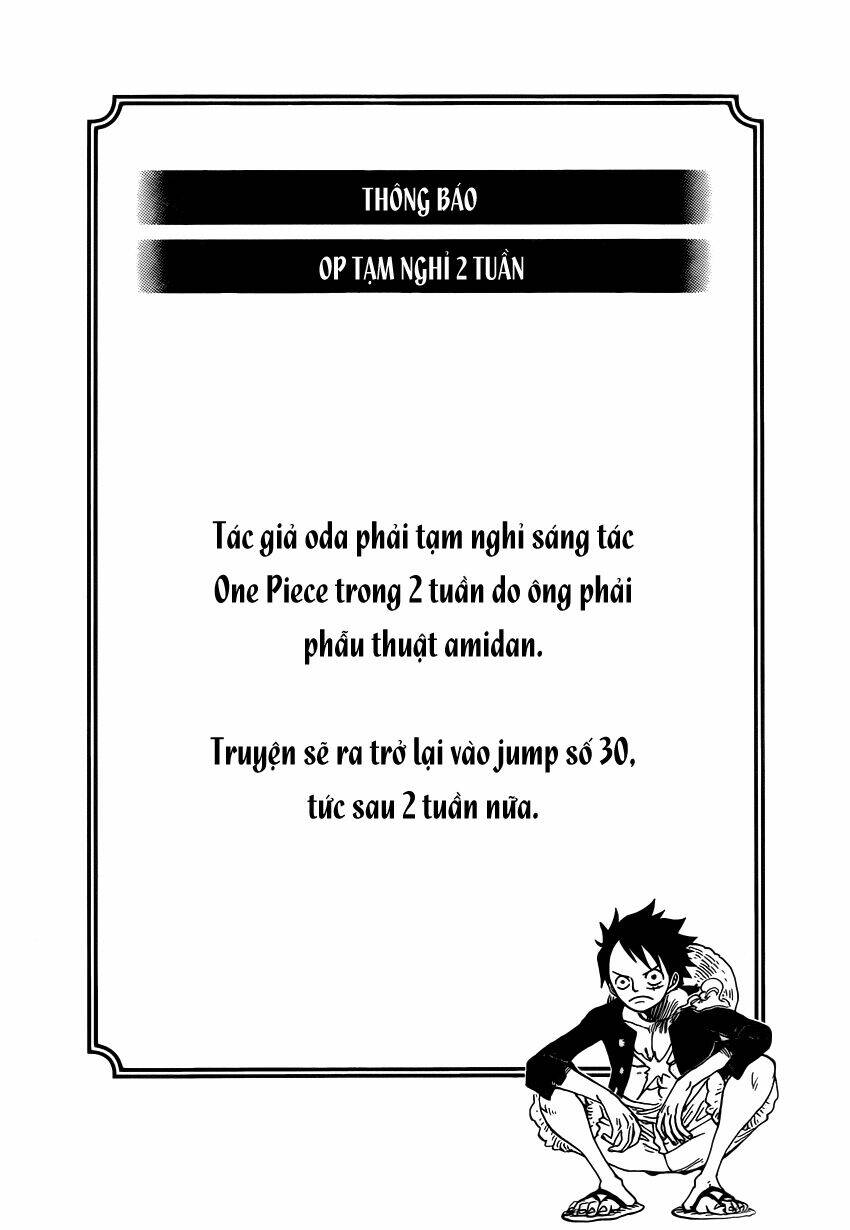 THÔNG BÁO
OP TẠM NGHỈ 2 TUẦN
Tác giả oda phải tạm nghỉ sáng tác
One Piece trong 2 tuần do ông phải
phẫu thuật amidan.
Truyện sẽ ra trở lại vào jump số 30,
tức sau 2 tuần nữa.